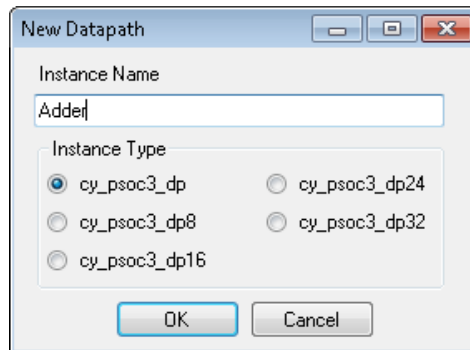 New Datapath
Instance Name
Adder
Instance Type
cy_psoc3_dp cy_psoc3_dp24
cy_psoc3_dp8 cy_psoc3_dp32
cy_psoc3_dp16
OK Cancel